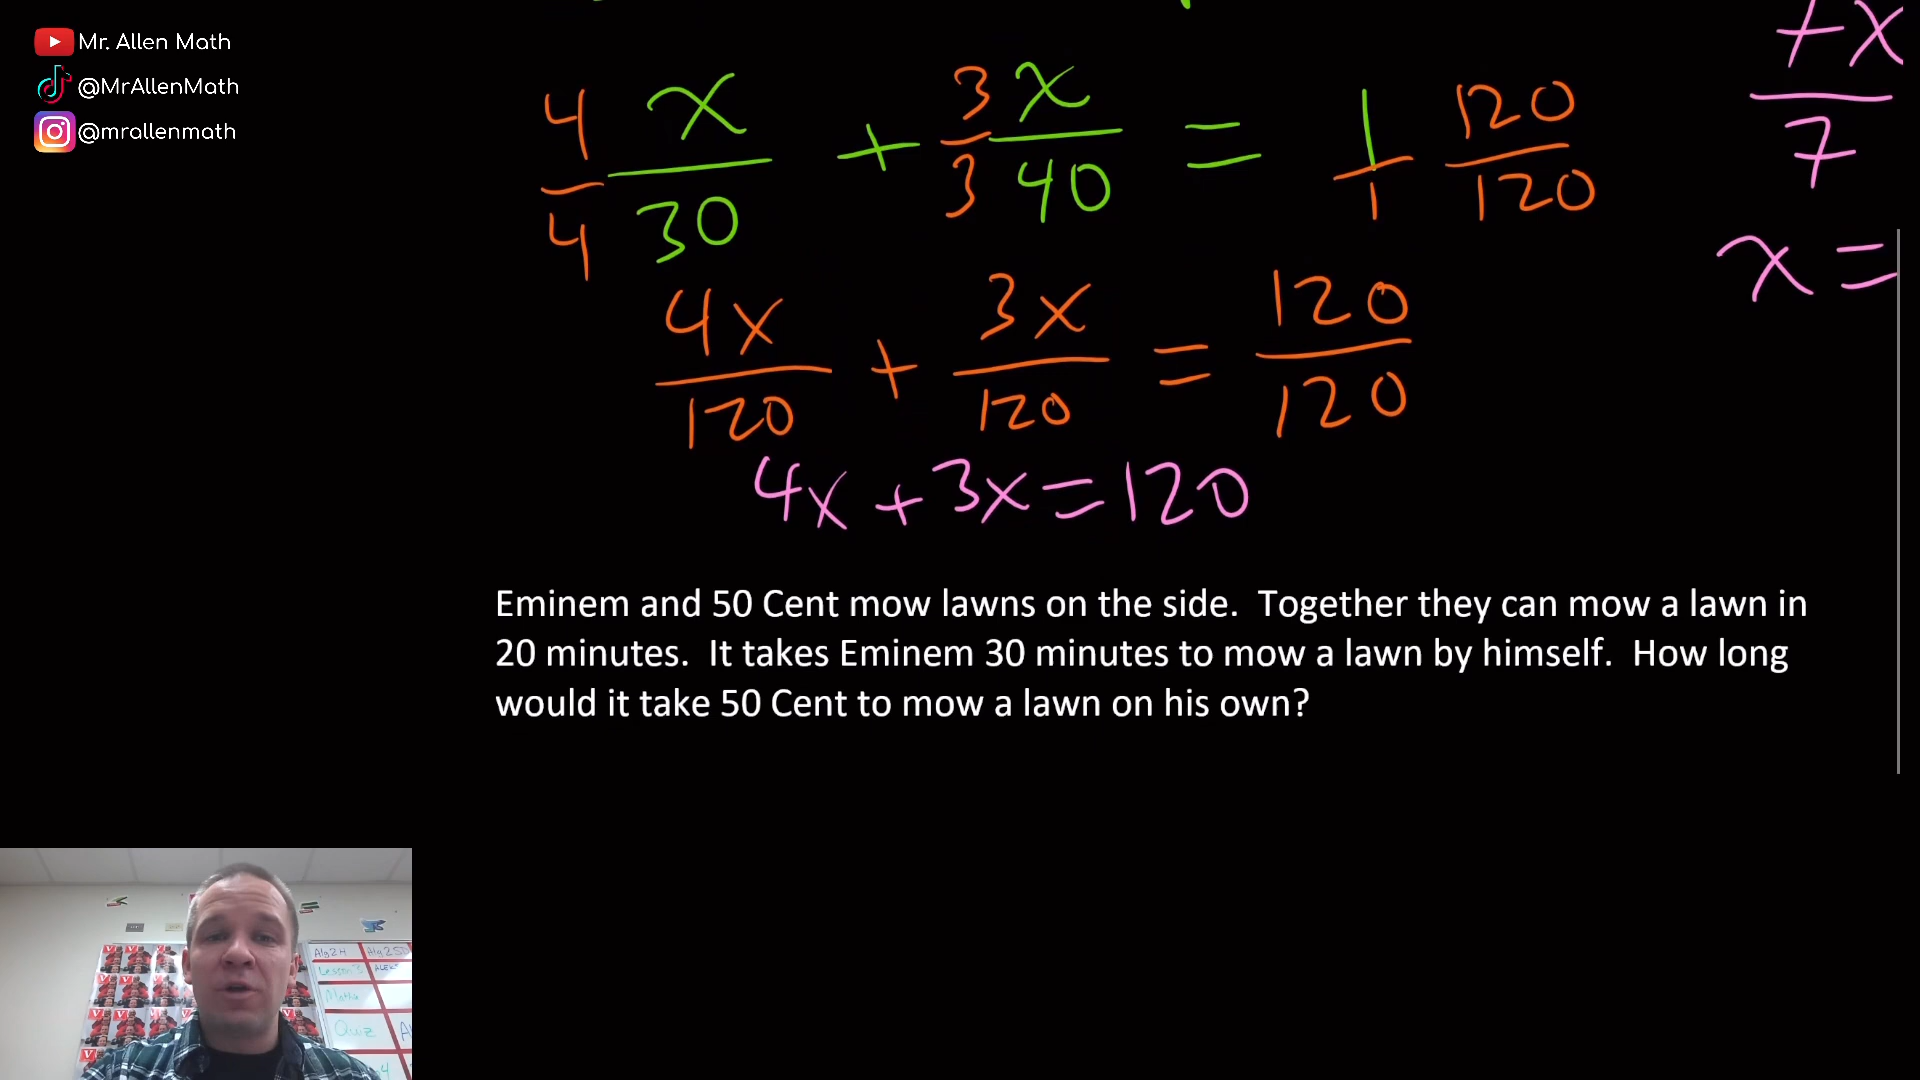 Mr. Allen Math
@MrAllenMath
@mrallenmath
4/4 x/30 + 3/3 x/40 = 1/1 120/120
4x/120 + 3x/120 = 120/120
4x + 3x = 120
7
x =
Eminem and 50 Cent mow lawns on the side. Together they can mow a lawn in
20 minutes. It takes Eminem 30 minutes to mow a lawn by himself. How long
would it take 50 Cent to mow a lawn on his own?
Alg2H
Lesson
Quiz